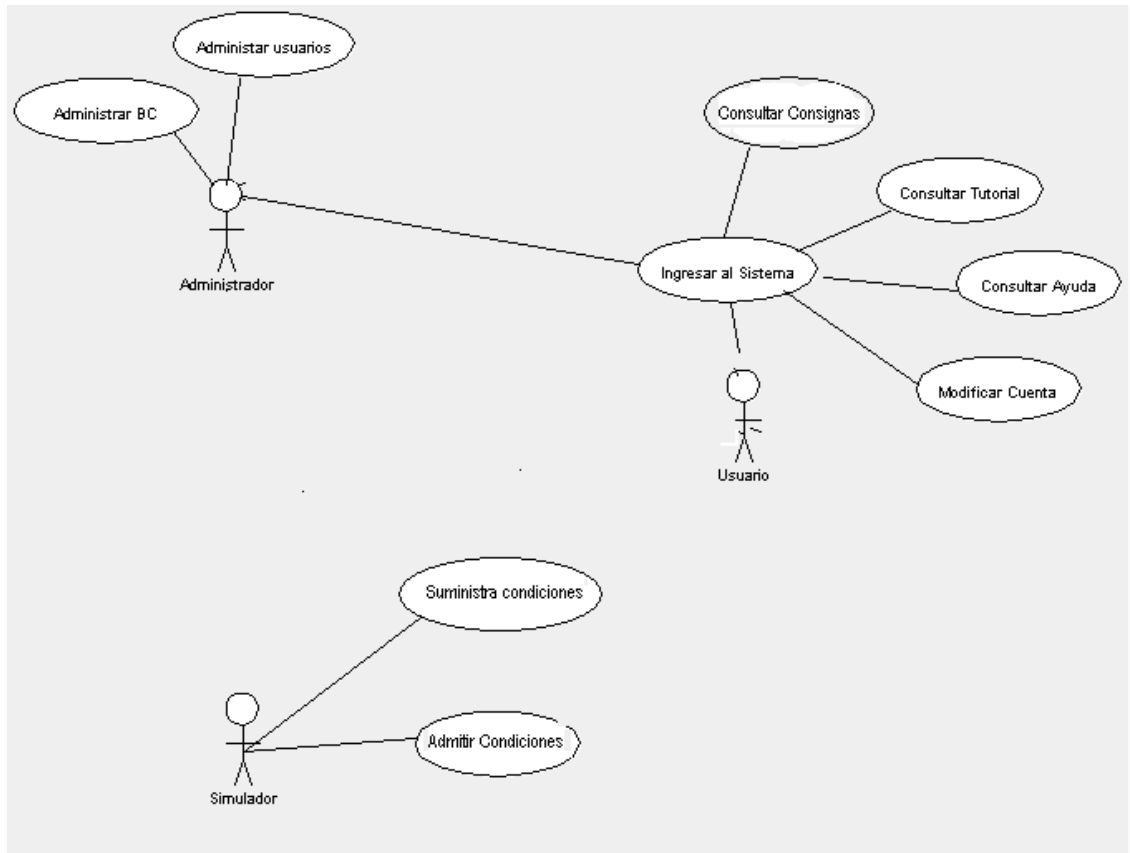 Administar usuarios
Administrar BC
Consultar Consignas
Consultar Tutorial
Ingresar al Sistema
Administrador
Consultar Ayuda
Modificar Cuenta
Usuario
Suministra condiciones
Admitir Condiciones
Simulador